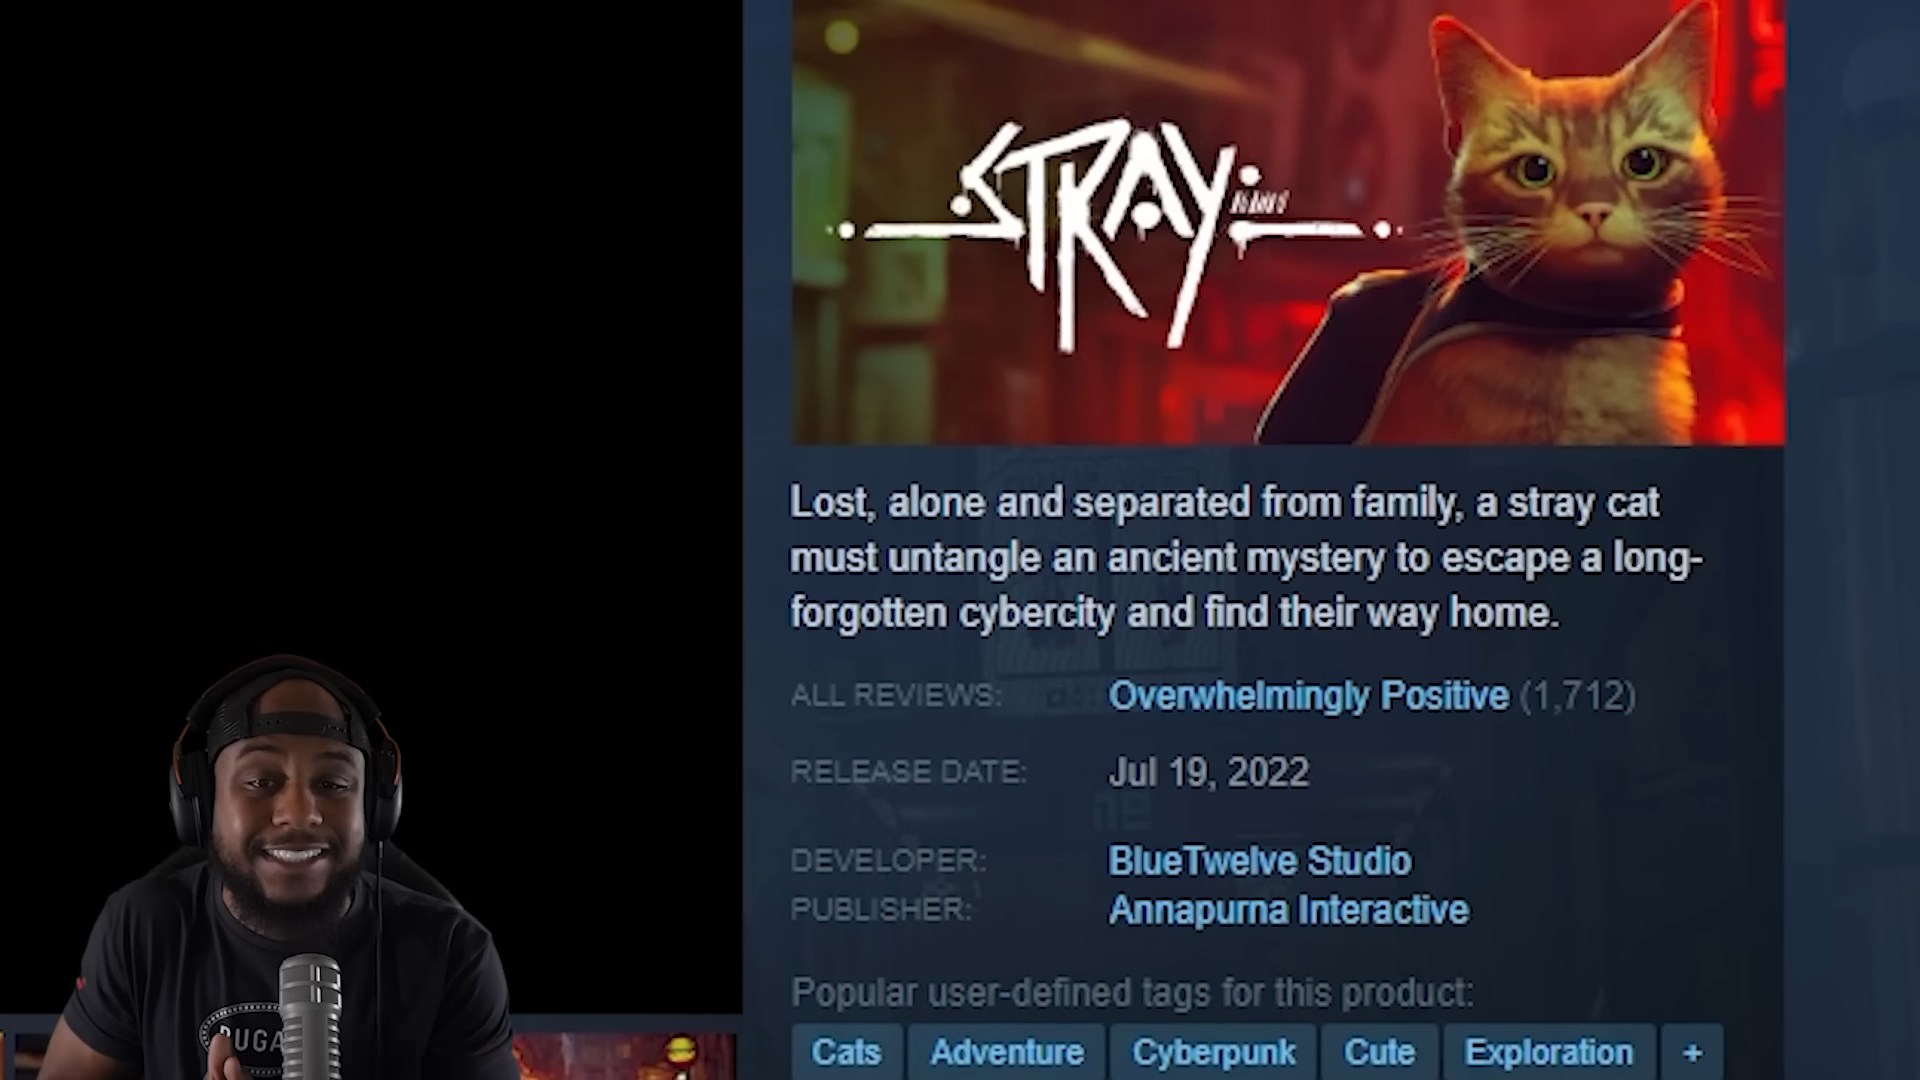 STRAY
Lost, alone and separated from family, a stray cat
must untangle an ancient mystery to escape a long-
forgotten cybercity and find their way home.
ALL REVIEWS: Overwhelmingly Positive (1,712)
RELEASE DATE: Jul 19, 2022
DEVELOPER: BlueTwelve Studio
PUBLISHER: Annapurna Interactive
Popular user-defined tags for this product:
Cats Adventure Cyberpunk Cute Exploration +